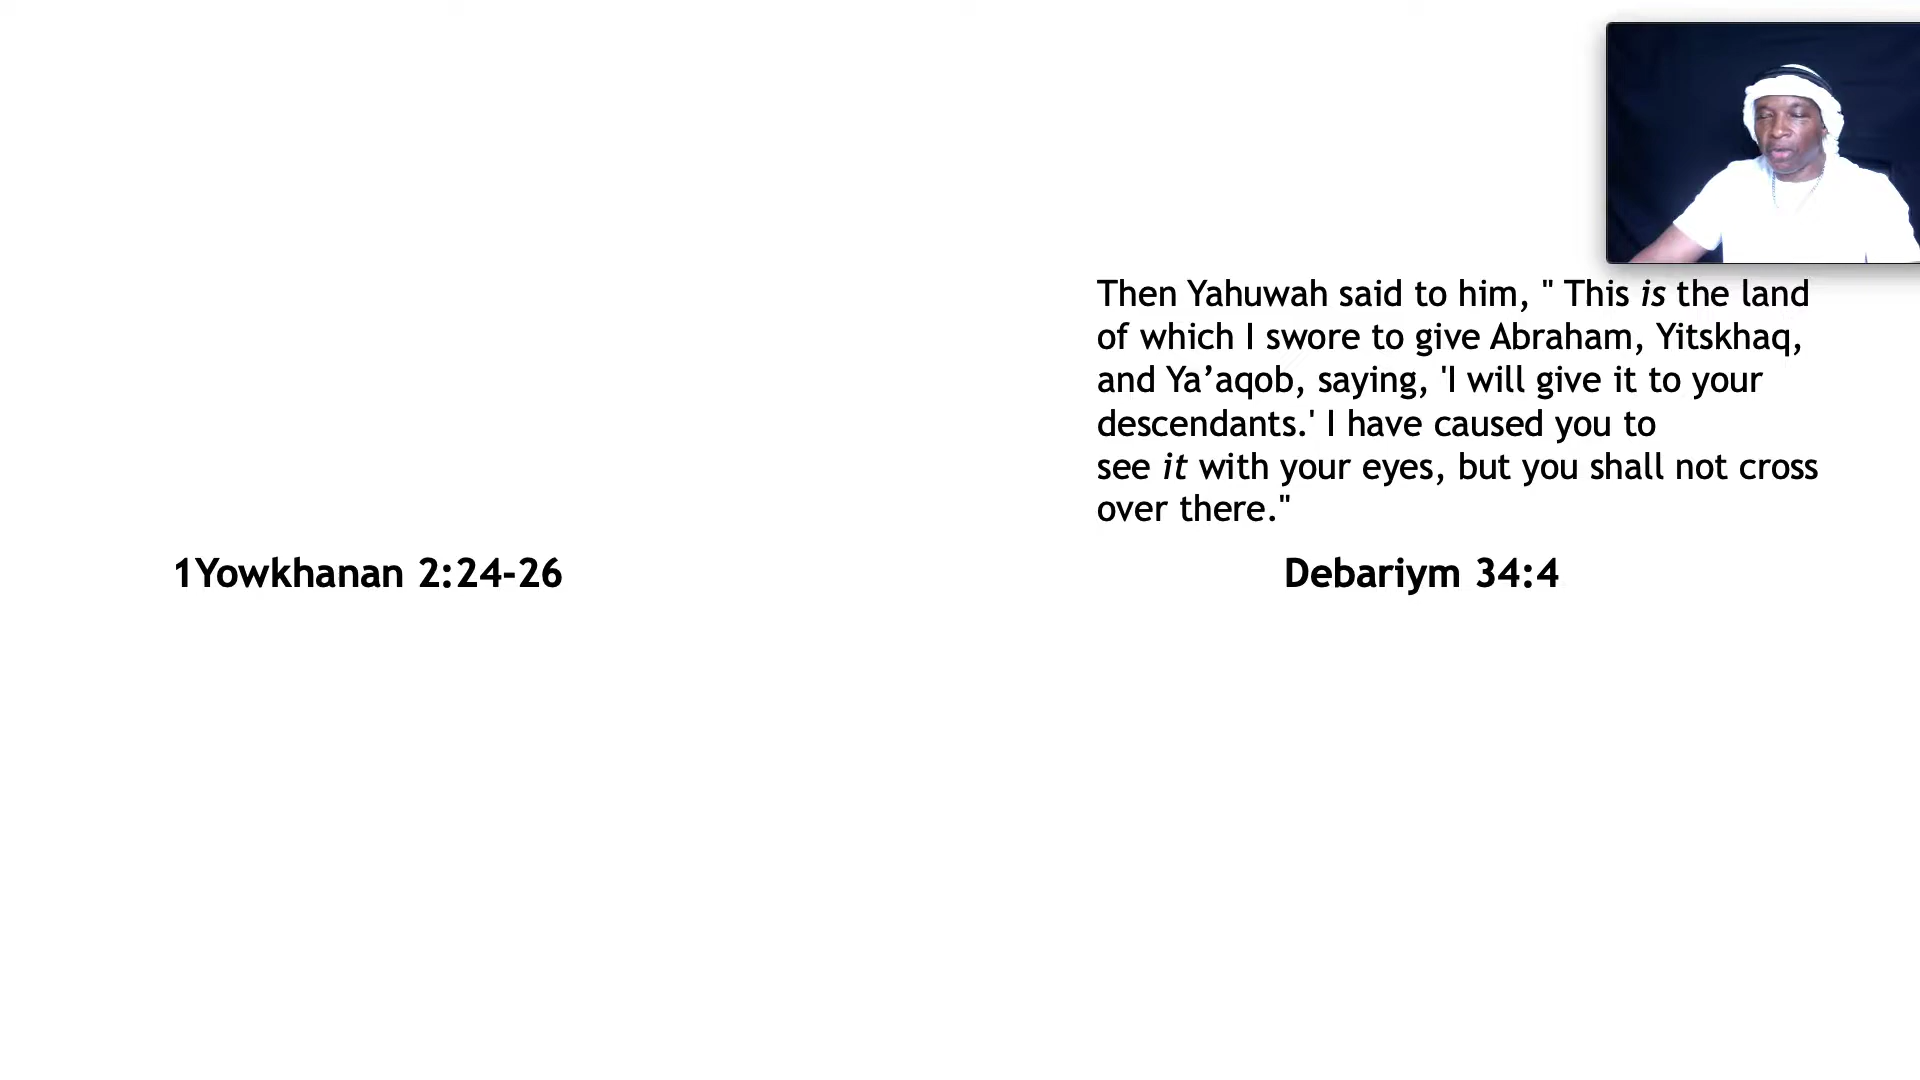 Then Yahuwah said to him, " This is the land
of which I swore to give Abraham, Yitskhaq,
and Ya’aqob, saying, 'I will give it to your
descendants.' I have caused you to
see it with your eyes, but you shall not cross
over there."
1Yowkhanan 2:24-26
Debariym 34:4